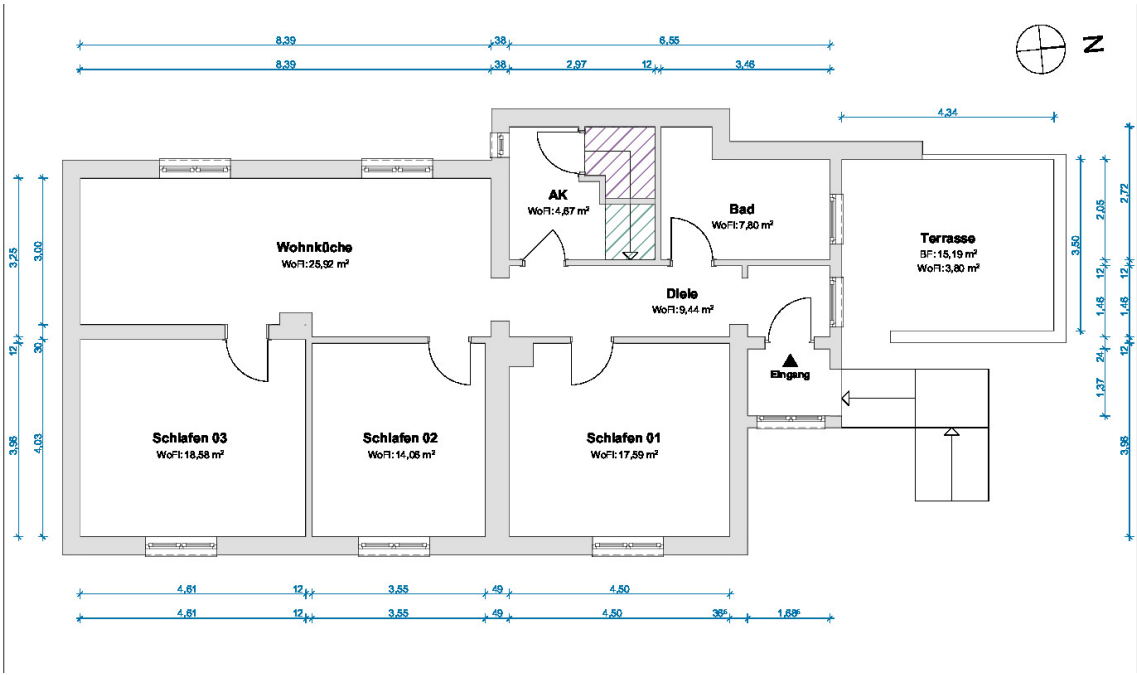 8,39
38
6,55
8,39
38
2,97
12
3,46
N
4,34
AK
WoFl: 4,67 m²
Bad
WoFl: 7,80 m²
Wohnküche
WoFl: 25,92 m²
Terrasse
BF: 15,19 m²
WoFl: 3,80 m²
Diele
WoFl: 9,44 m²
Eingang
Schlafen 03
WoFl: 18,58 m²
Schlafen 02
WoFl: 14,06 m²
Schlafen 01
WoFl: 17,59 m²
3,25
12
3,96
3,00
30
4,03
3,50
2,05
12
1,46
24
1,37
2,72
12
1,46
12
3,96
4,61
12
3,55
49
4,50
4,61
12
3,55
49
4,50
36⁵
1,68⁵